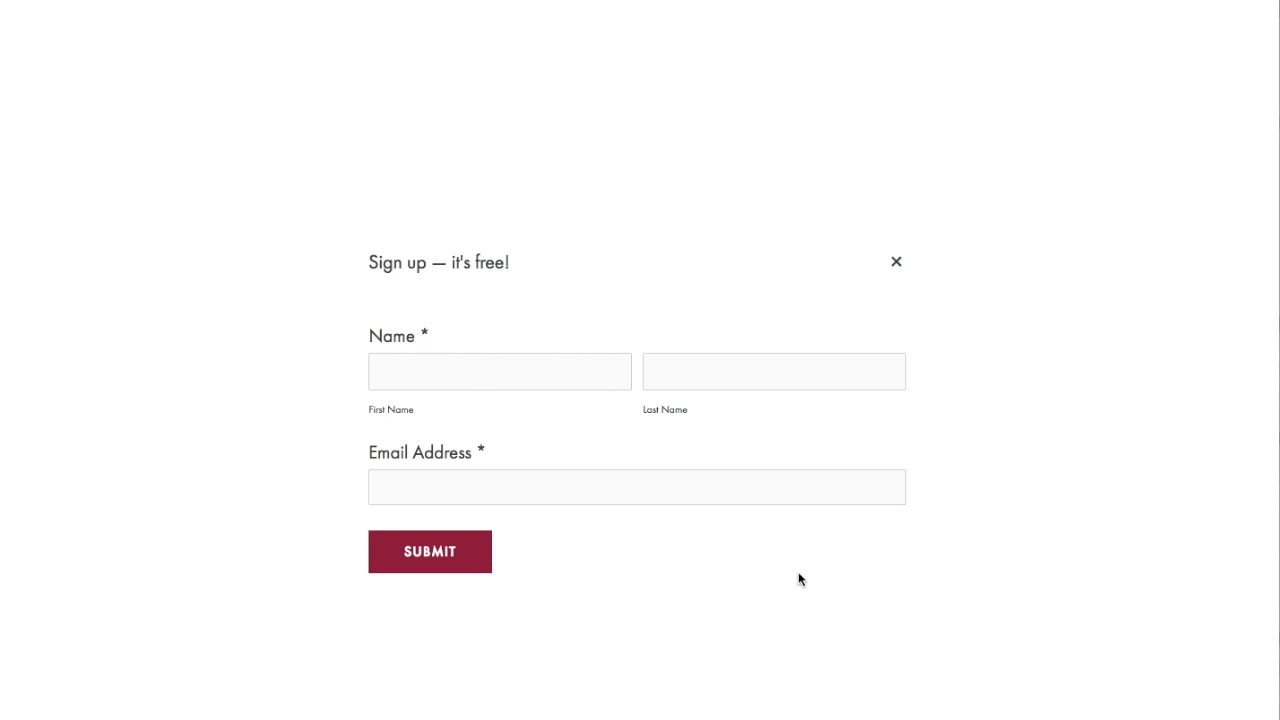 Sign up — it's free!
×
Name *
First Name Last Name
Email Address *
SUBMIT